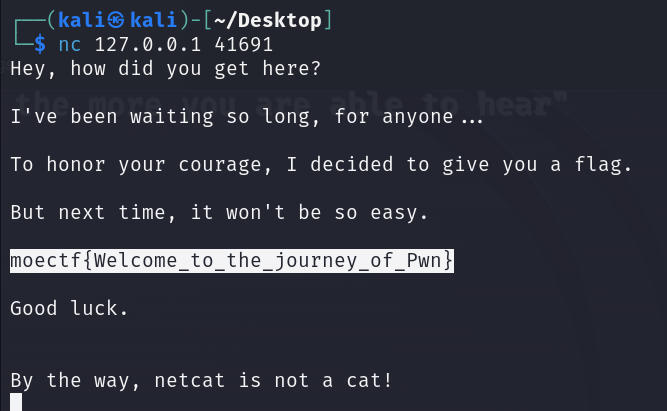 ┌──(kali㉿kali)-[~/Desktop]
└─$ nc 127.0.0.1 41691
Hey, how did you get here?
the more you are able to hear"
I've been waiting so long, for anyone...
To honor your courage, I decided to give you a flag.
But next time, it won't be so easy.
moectf{Welcome_to_the_journey_of_Pwn}
Good luck.
By the way, netcat is not a cat!